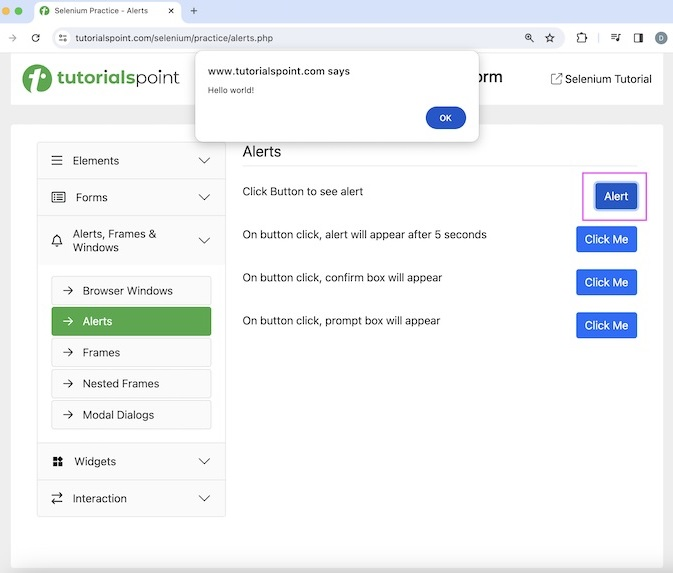 Selenium Practice - Alerts
tutorialspoint.com/selenium/practice/alerts.php
D
tutorialspoint
orm
Selenium Tutorial
www.tutorialspoint.com says
Hello world!
OK
Elements
Forms
Alerts, Frames &
Windows
Browser Windows
Alerts
Frames
Nested Frames
Modal Dialogs
Widgets
Interaction
Alerts
Click Button to see alert
Alert
On button click, alert will appear after 5 seconds
Click Me
On button click, confirm box will appear
Click Me
On button click, prompt box will appear
Click Me